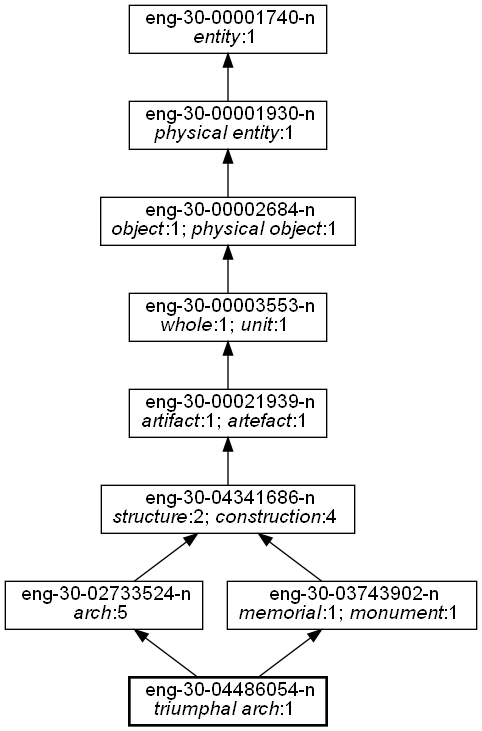 eng-30-00001740-n
entity:1
eng-30-00001930-n
physical entity:1
eng-30-00002684-n
object:1; physical object:1
eng-30-00003553-n
whole:1; unit:1
eng-30-00021939-n
artifact:1; artefact:1
eng-30-04341686-n
structure:2; construction:4
eng-30-02733524-n
arch:5
eng-30-03743902-n
memorial:1; monument:1
eng-30-04486054-n
triumphal arch:1